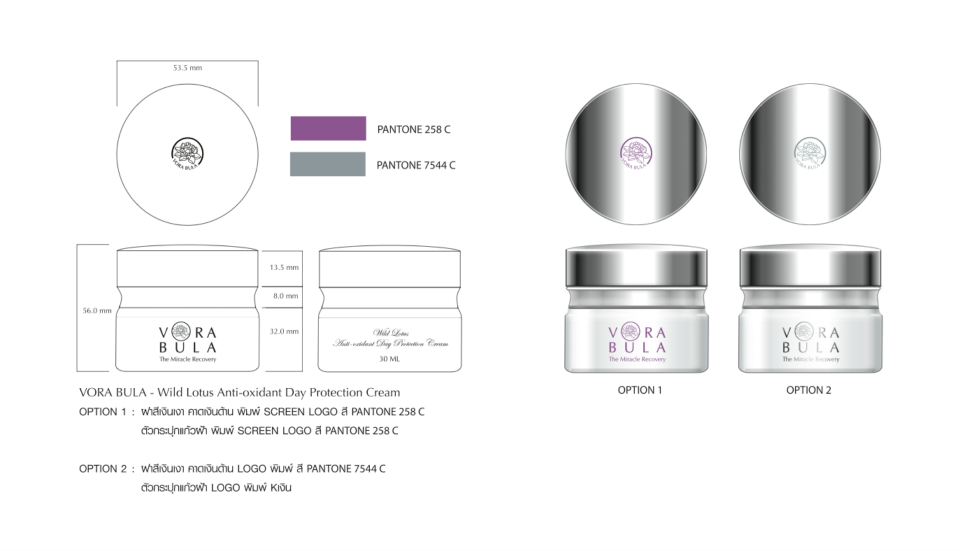 53.5 mm
VORA BULA
PANTONE 258 C
PANTONE 7544 C
VORA BULA
VORA BULA
13.5 mm
8.0 mm
56.0 mm
32.0 mm
VORA
BULA
The Miracle Recovery
Wild Lotus
Anti-oxidant Day Protection Cream
30 ML
VORA
BULA
The Miracle Recovery
VORA
BULA
The Miracle Recovery
OPTION 1
OPTION 2
VORA BULA - Wild Lotus Anti-oxidant Day Protection Cream
OPTION 1 : ฝาสีเงินเงา คาดเงินด้าน พิมพ์ SCREEN LOGO สี PANTONE 258 C
ตัวกระปุกแก้วฝ้า พิมพ์ SCREEN LOGO สี PANTONE 258 C
OPTION 2 : ฝาสีเงินเงา คาดเงินด้าน LOGO พิมพ์ สี PANTONE 7544 C
ตัวกระปุกแก้วฝ้า LOGO พิมพ์ Kเงิน